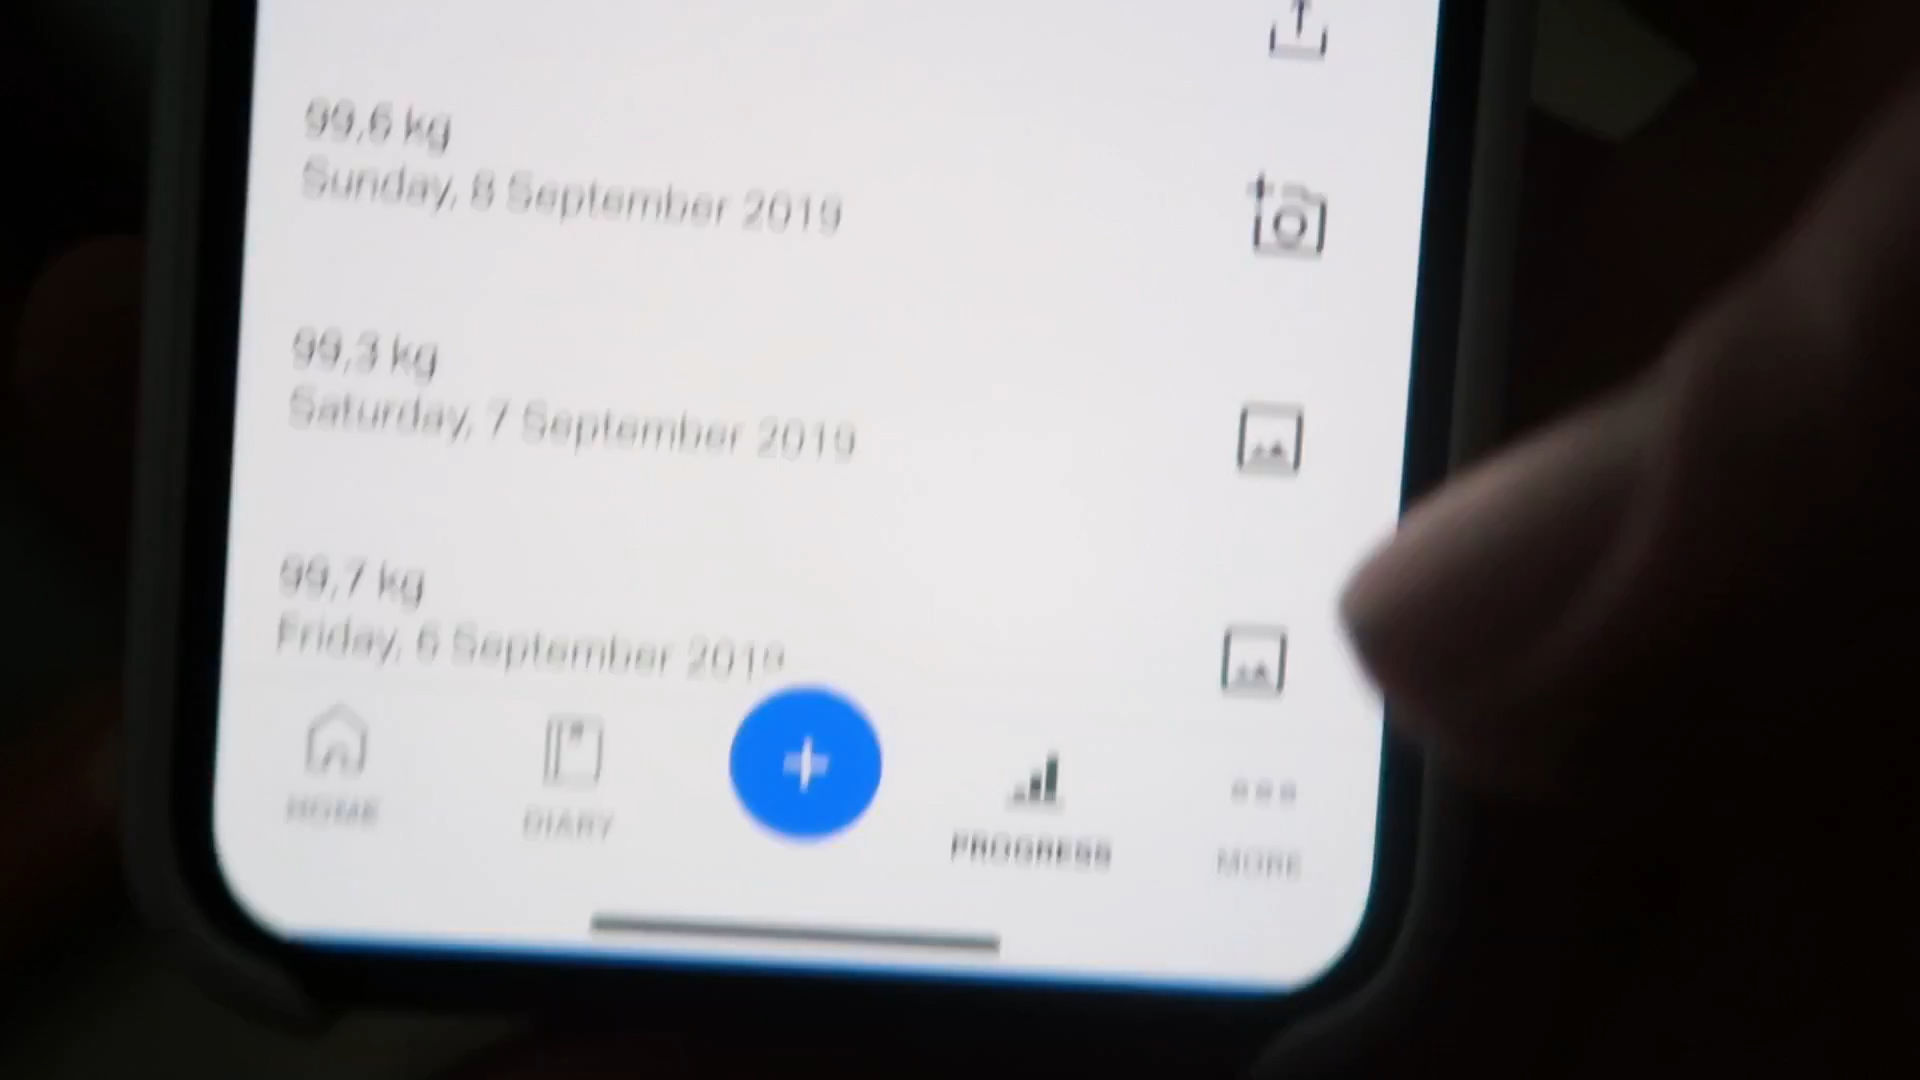 99,6 kg
Sunday, 8 September 2019
99,3 kg
Saturday, 7 September 2019
99,7 kg
Friday, 6 September 2019
HOME
DIARY
PROGRESS
MORE